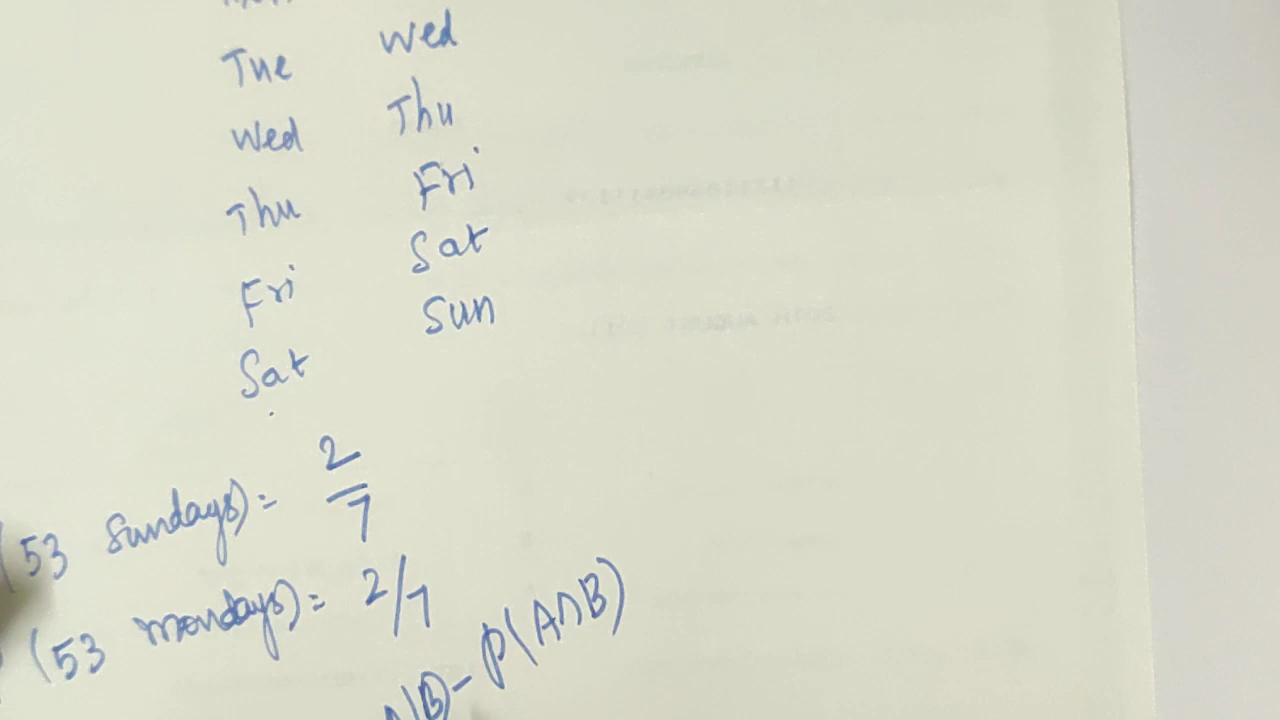 Tue Wed
Wed Thu
Thu Fri
Fri Sat
Sat Sun
(53 Sundays) = 2/7
(53 mondays) = 2/7
- P(A∩B)